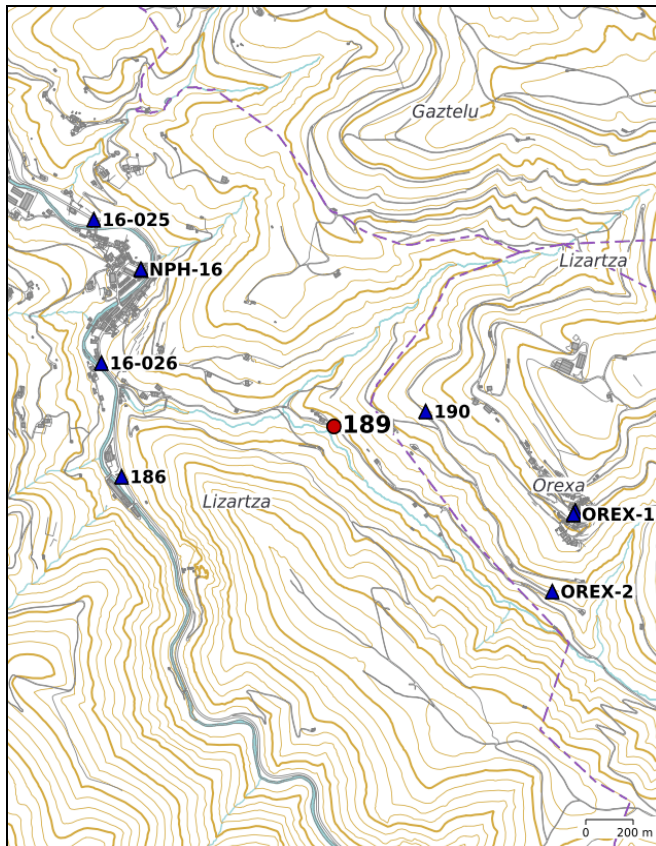 Gaztelu
16-025
Lizartza
NPH-16
16-026
190
189
Orexa
186
Lizartza
OREX-1
OREX-2
0 200 m